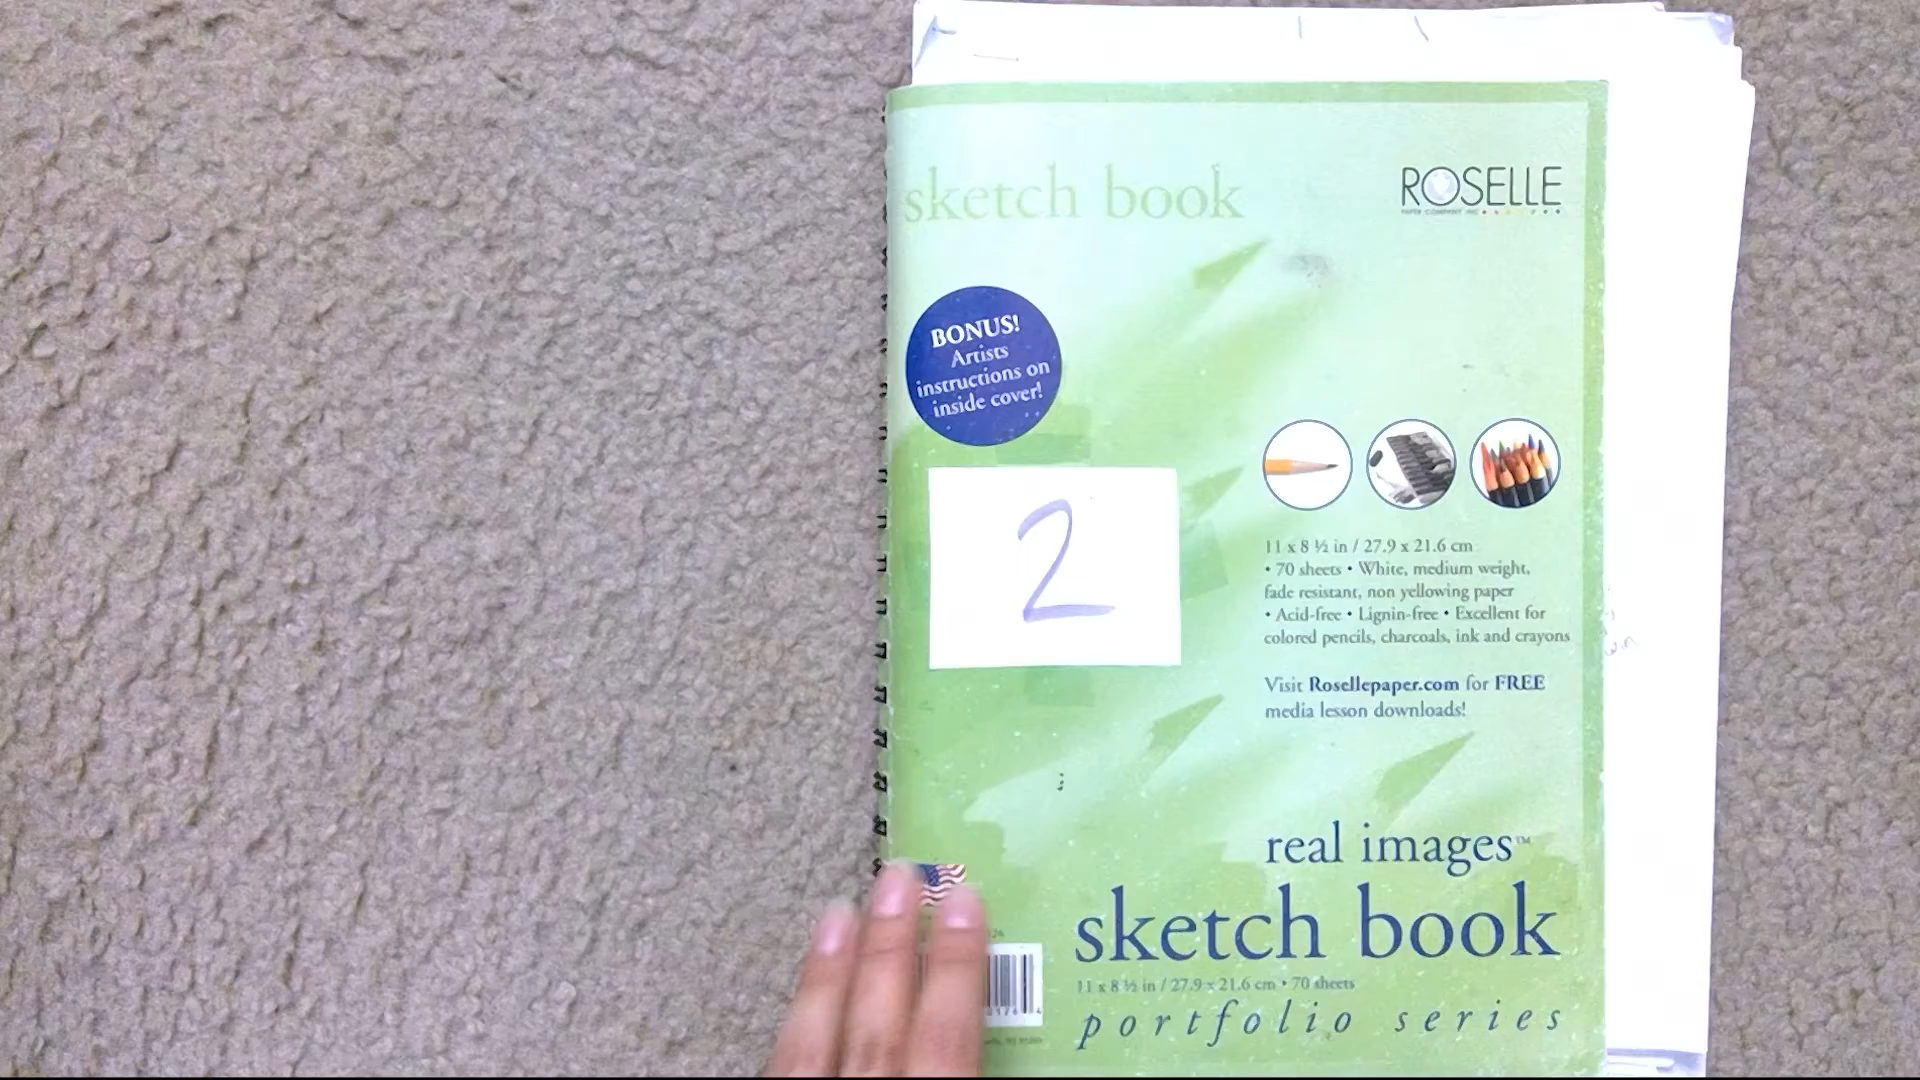 sketch book
ROSELLE
PAPER COMPANY INC
BONUS!
Artists
instructions on
inside cover!
2
11 x 8 ½ in / 27.9 x 21.6 cm
• 70 sheets • White, medium weight,
fade resistant, non yellowing paper
• Acid-free • Lignin-free • Excellent for
colored pencils, charcoals, ink and crayons
Visit Rosellepaper.com for FREE
media lesson downloads!
real images™
sketch book
11 x 8 ½ in / 27.9 x 21.6 cm • 70 sheets
portfolio series